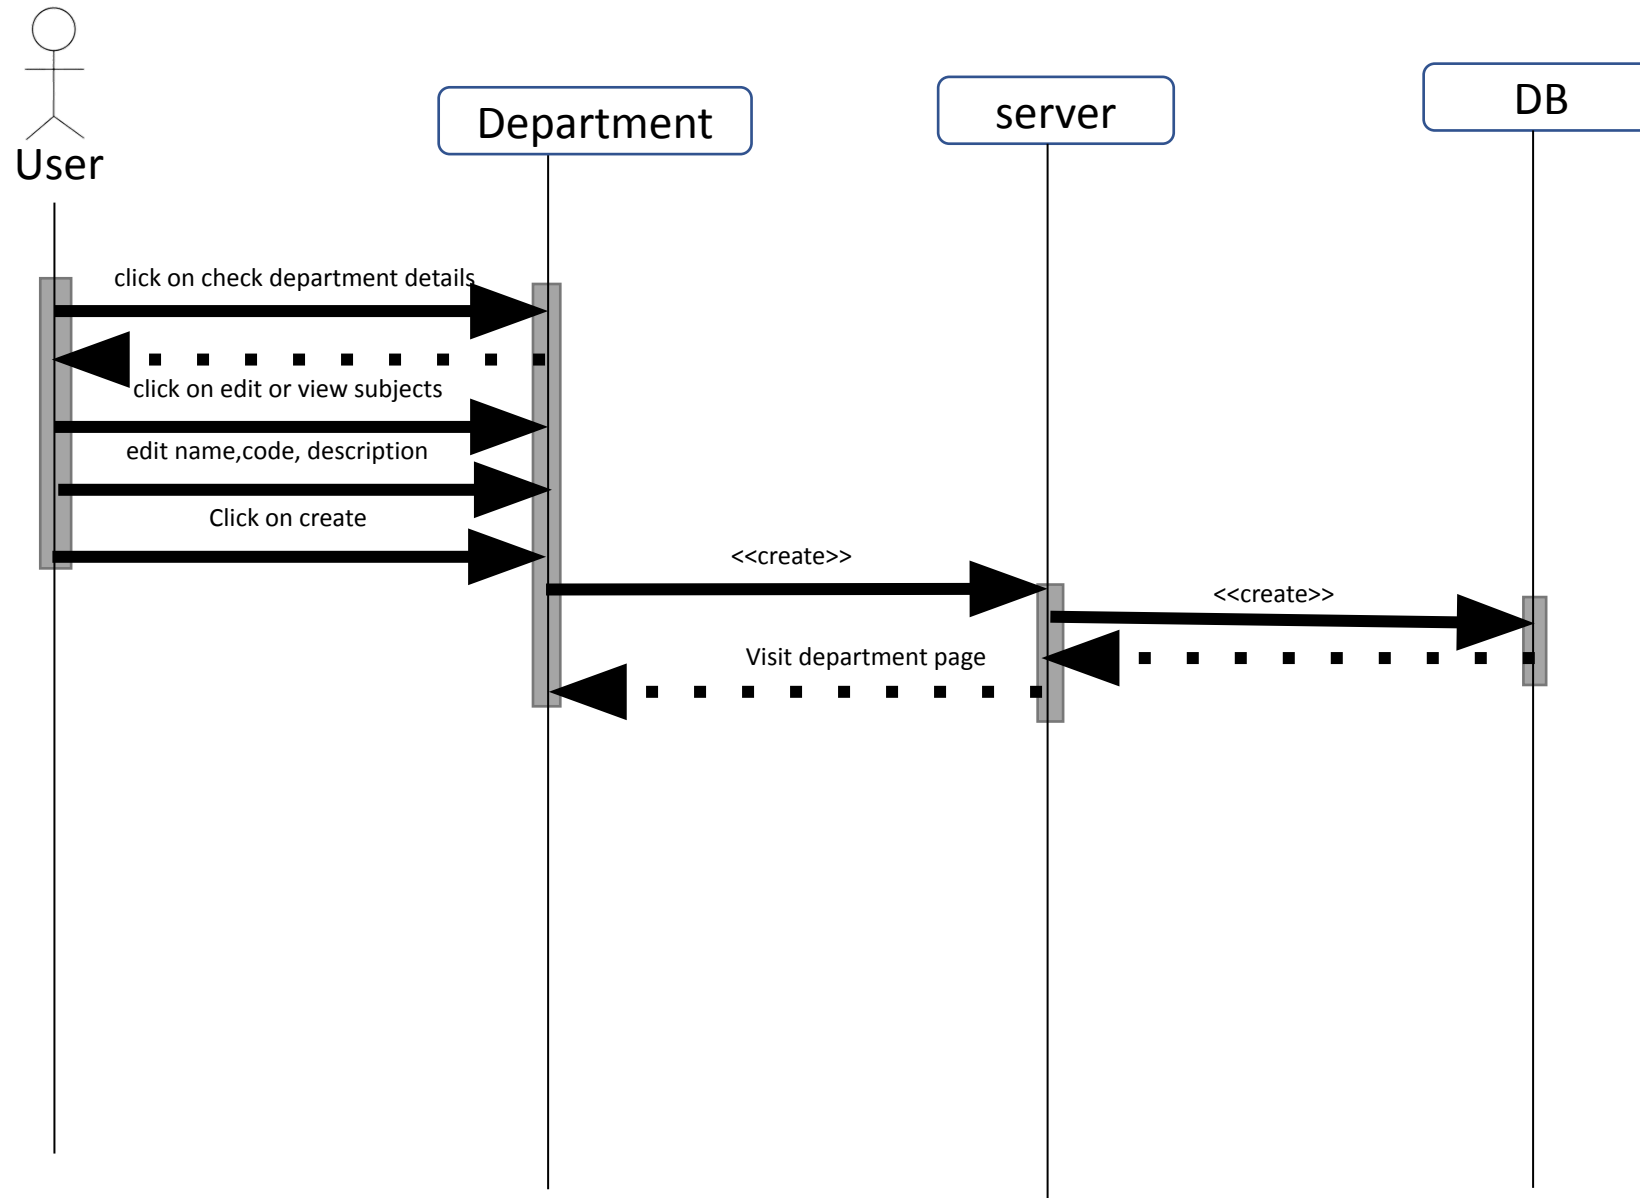 User
Department
server
DB
click on check department details
click on edit or view subjects
edit name,code, description
Click on create
<<create>>
<<create>>
Visit department page